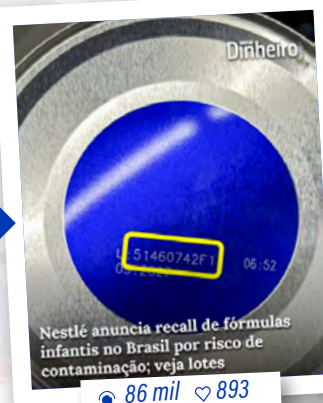 Dinheiro
L:51460742F1
06:52
Nestlé anuncia recall de fórmulas
infantis no Brasil por risco de
contaminação; veja lotes
86 mil
893